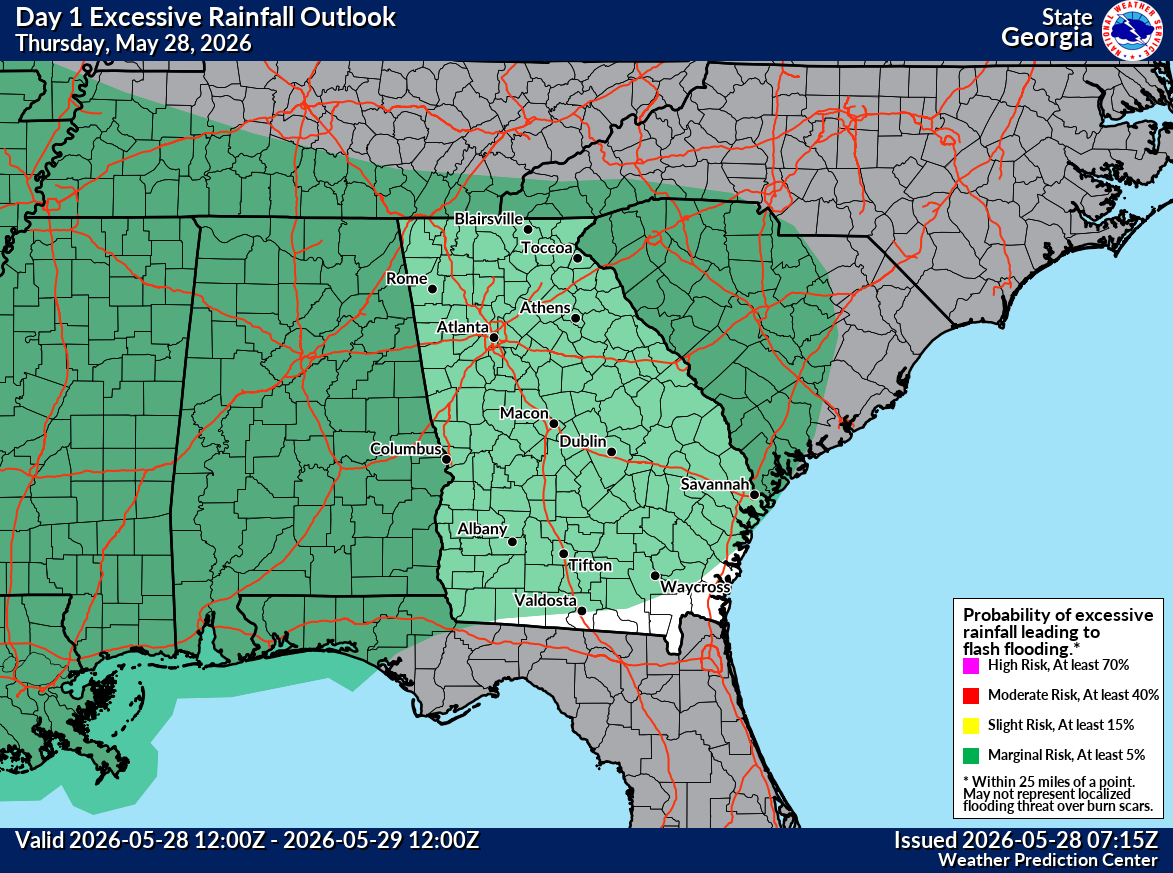 Day 1 Excessive Rainfall Outlook
Thursday, May 28, 2026
State
Georgia
NATIONAL WEATHER SERVICE
Blairsville
Toccoa
Rome
Athens
Atlanta
Macon
Dublin
Columbus
Savannah
Albany
Tifton
Waycross
Valdosta
Probability of excessive
rainfall leading to
flash flooding.*
High Risk, At least 70%
Moderate Risk, At least 40%
Slight Risk, At least 15%
Marginal Risk, At least 5%
* Within 25 miles of a point.
May not represent localized
flooding threat over burn scars.
Valid 2026-05-28 12:00Z - 2026-05-29 12:00Z
Issued 2026-05-28 07:15Z
Weather Prediction Center